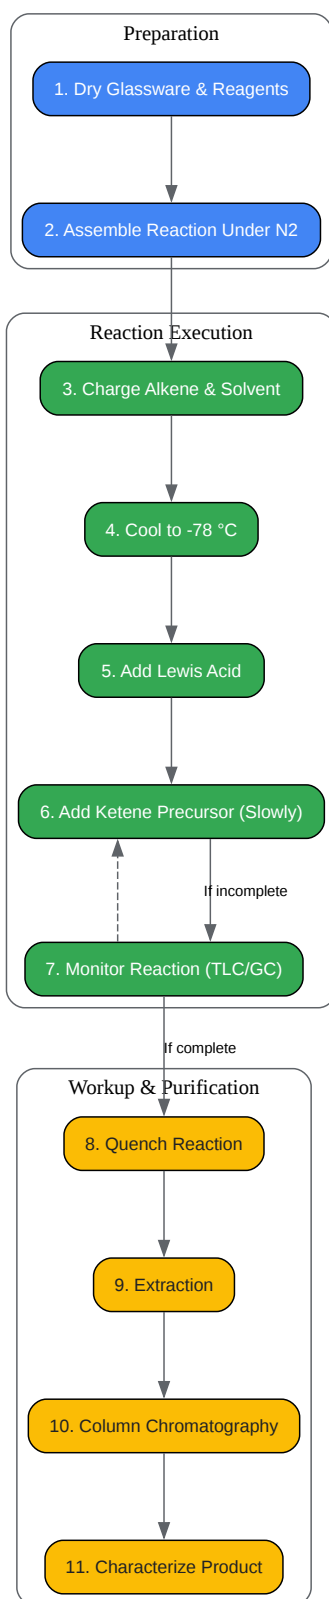 Preparation
1. Dry Glassware & Reagents
2. Assemble Reaction Under N2
Reaction Execution
3. Charge Alkene & Solvent
4. Cool to -78 °C
5. Add Lewis Acid
6. Add Ketene Precursor (Slowly)
If incomplete
7. Monitor Reaction (TLC/GC)
If complete
Workup & Purification
8. Quench Reaction
9. Extraction
10. Column Chromatography
11. Characterize Product